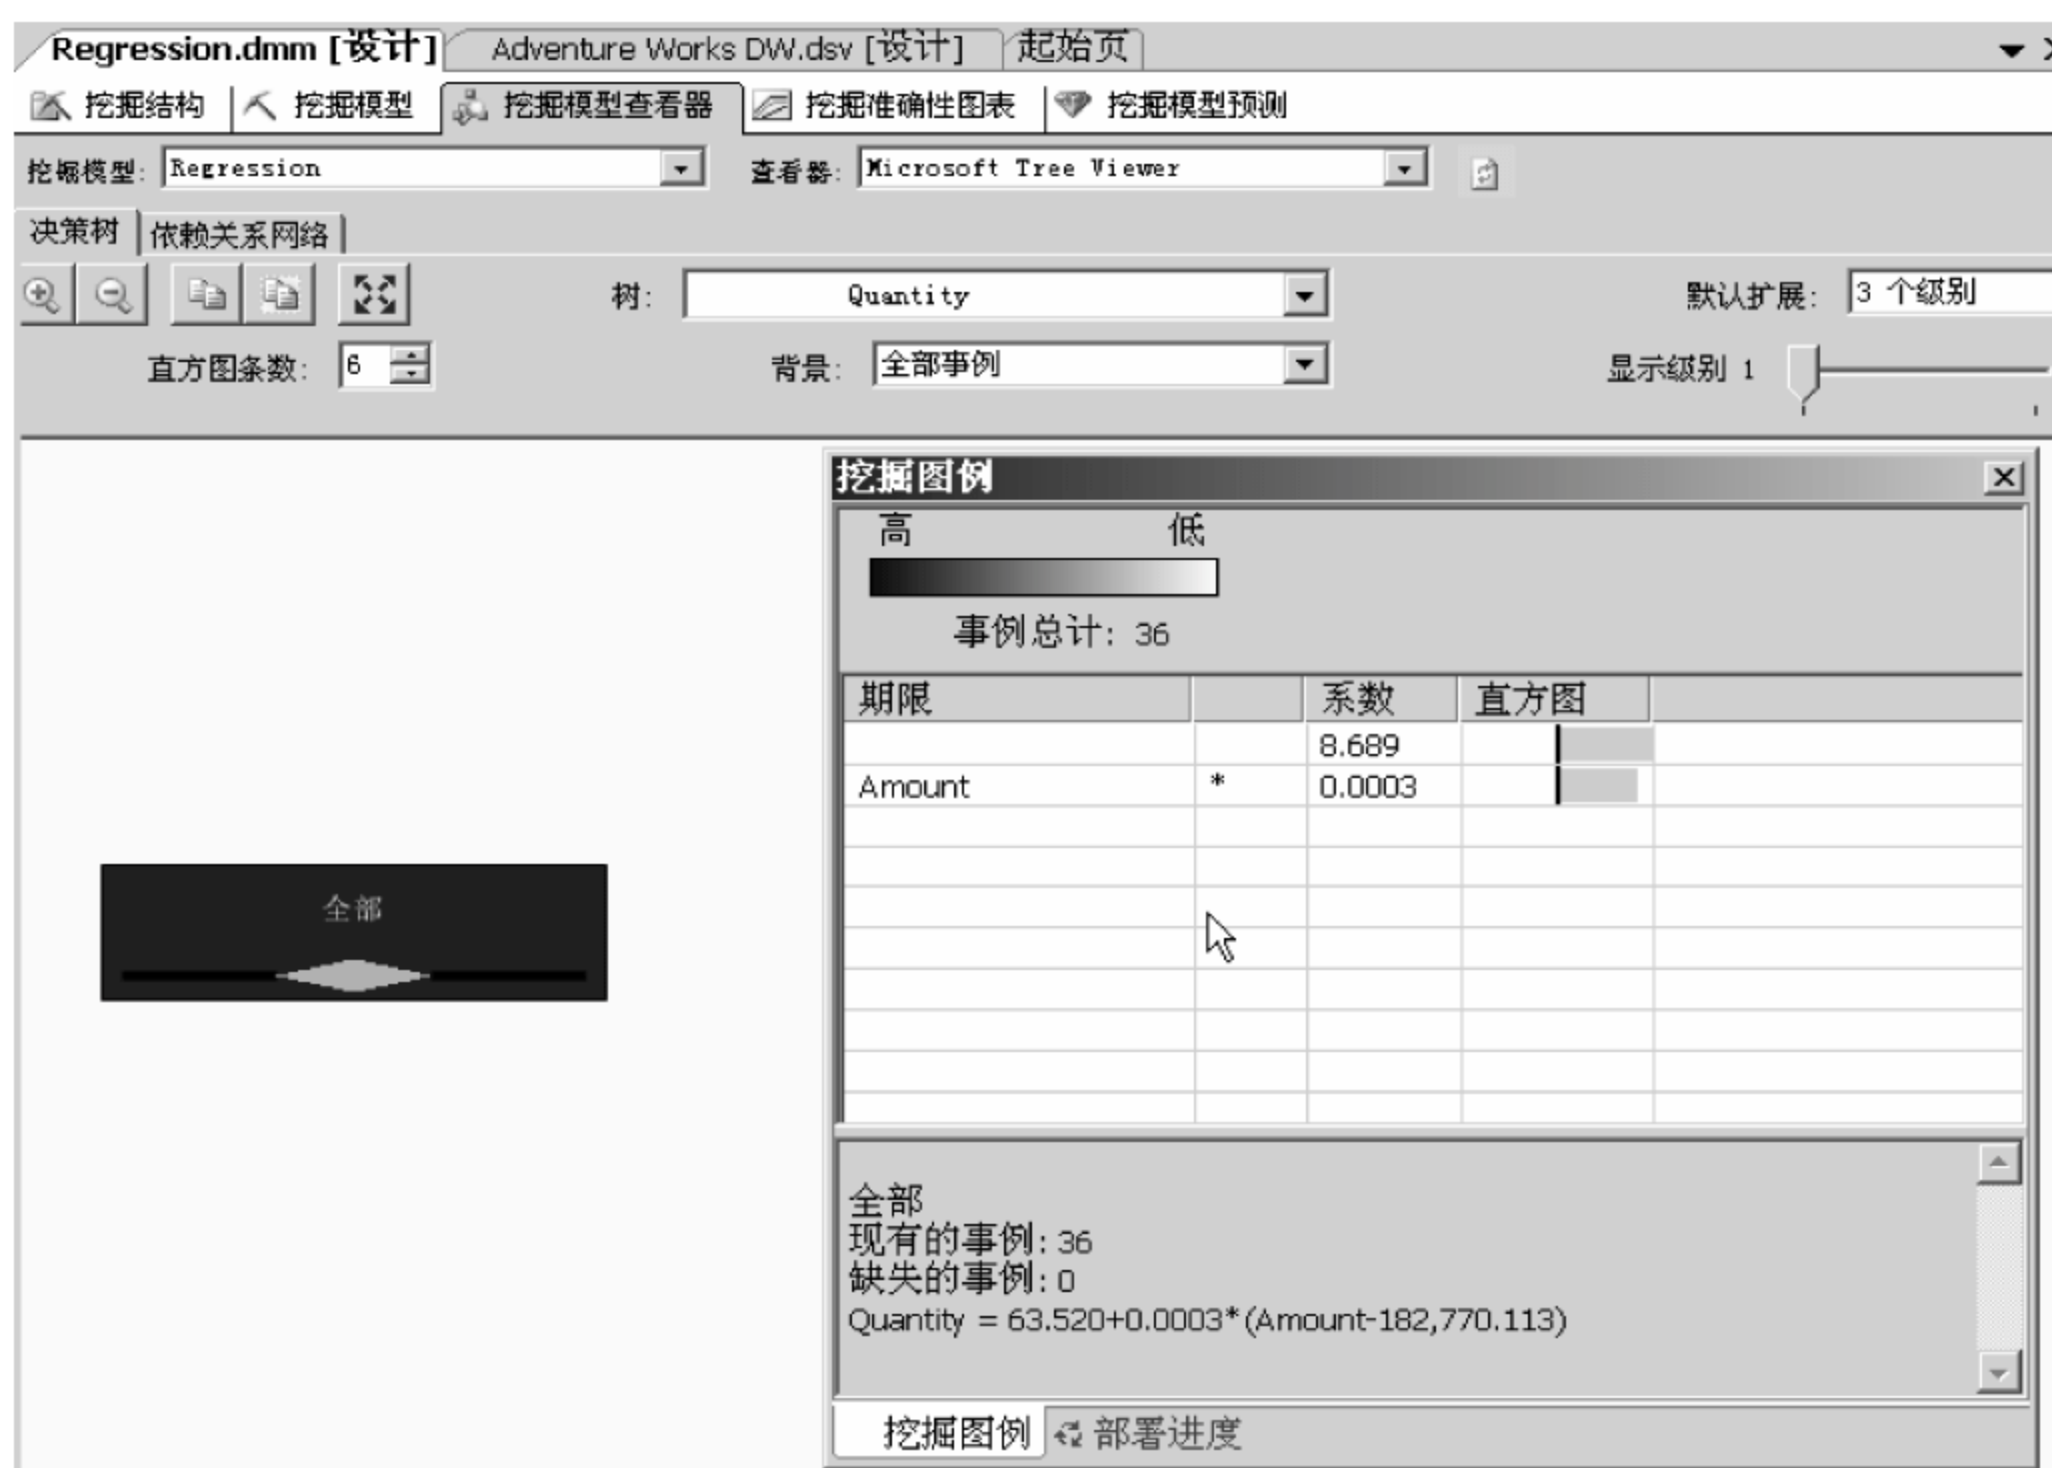 Regression.dmm [设计] Adventure Works DW.dsv [设计] 起始页
挖掘结构 挖掘模型 挖掘模型查看器 挖掘准确性图表 挖掘模型预测
挖掘模型: Regression 查看器: Microsoft Tree Viewer
决策树 依赖关系网络
树: Quantity 默认扩展: 3 个级别
直方图条数: 6 背景: 全部事例 显示级别 1
挖掘图例
高 低
事例总计: 36
期限 系数 直方图
8.689
Amount * 0.0003
全部
全部
现有的事例: 36
缺失的事例: 0
Quantity = 63.520+0.0003*(Amount-182,770.113)
挖掘图例 部署进度